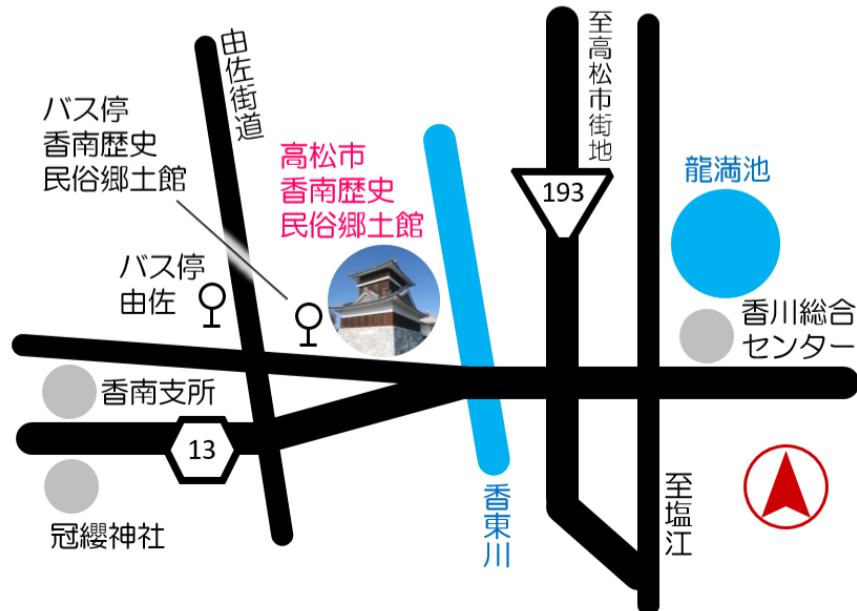 由佐街道
至高松市街地
バス停
香南歴史
民俗郷土館
高松市
香南歴史
民俗郷土館
193
龍満池
バス停
由佐
香川総合
センター
香南支所
13
冠纓神社
香東川
至塩江